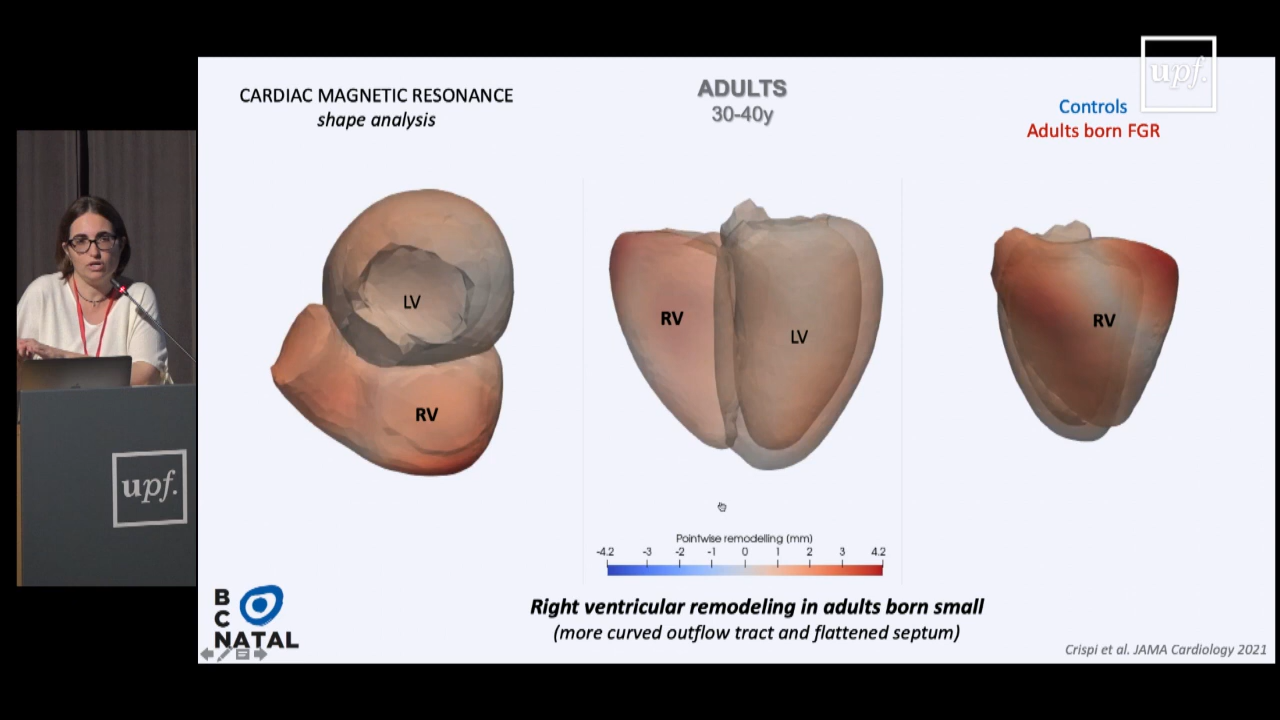 CARDIAC MAGNETIC RESONANCE
shape analysis
ADULTS
30-40y
upf.
Controls
Adults born FGR
LV
RV
RV
LV
RV
upf.
Pointwise remodelling (mm)
-4.2 -3 -2 -1 0 1 2 3 4.2
B
C
NATAL
Right ventricular remodeling in adults born small
(more curved outflow tract and flattened septum)
Crispi et al. JAMA Cardiology 2021